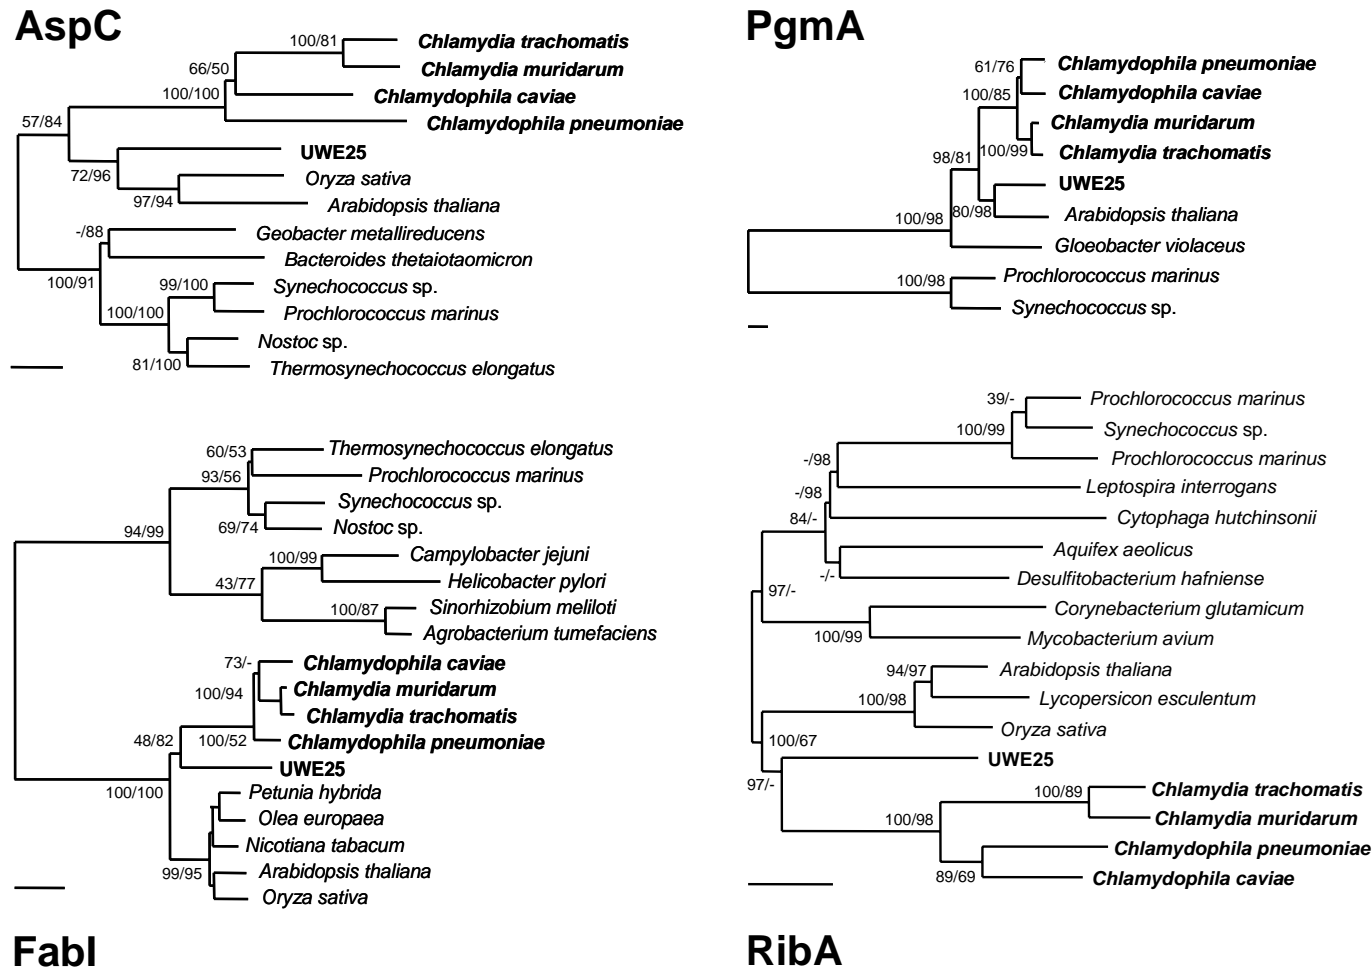 AspC
100/81
Chlamydia trachomatis
66/50
Chlamydia muridarum
100/100
Chlamydophila caviae
57/84
Chlamydophila pneumoniae
UWE25
72/96
Oryza sativa
97/94
Arabidopsis thaliana
-/88
Geobacter metallireducens
Bacteroides thetaiotaomicron
100/91
99/100
Synechococcus sp.
100/100
Prochlorococcus marinus
Nostoc sp.
81/100
Thermosynechococcus elongatus
PgmA
61/76
Chlamydophila pneumoniae
100/85
Chlamydophila caviae
Chlamydia muridarum
98/81
100/99
Chlamydia trachomatis
UWE25
100/98
80/98
Arabidopsis thaliana
Gloeobacter violaceus
100/98
Prochlorococcus marinus
Synechococcus sp.
60/53
Thermosynechococcus elongatus
93/56
Prochlorococcus marinus
Synechococcus sp.
94/99
69/74
Nostoc sp.
100/99
Campylobacter jejuni
43/77
Helicobacter pylori
100/87
Sinorhizobium meliloti
Agrobacterium tumefaciens
73/-
Chlamydophila caviae
100/94
Chlamydia muridarum
Chlamydia trachomatis
48/82
100/52
Chlamydophila pneumoniae
UWE25
100/100
Petunia hybrida
Olea europaea
Nicotiana tabacum
99/95
Arabidopsis thaliana
Oryza sativa
FabI
39/-
Prochlorococcus marinus
100/99
Synechococcus sp.
Prochlorococcus marinus
-/98
Leptospira interrogans
-/98
84/-
Cytophaga hutchinsonii
Aquifex aeolicus
-/-
Desulfitobacterium hafniense
97/-
Corynebacterium glutamicum
100/99
Mycobacterium avium
94/97
Arabidopsis thaliana
100/98
Lycopersicon esculentum
Oryza sativa
100/67
UWE25
97/-
100/89
Chlamydia trachomatis
100/98
Chlamydia muridarum
Chlamydophila pneumoniae
89/69
Chlamydophila caviae
RibA